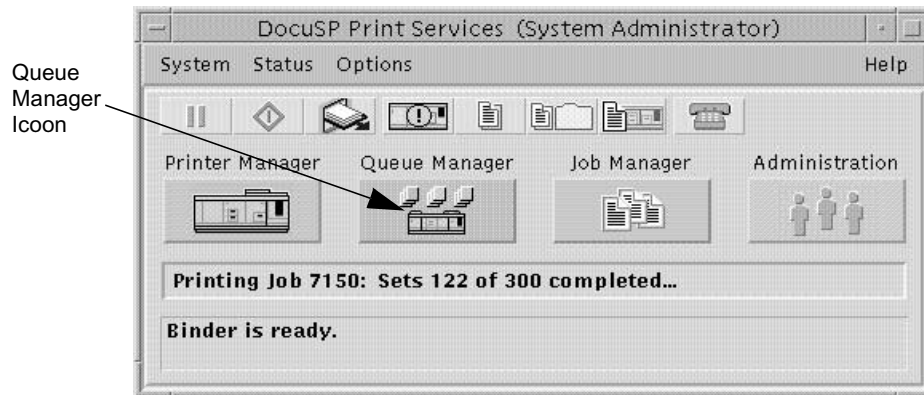 DocuSP Print Services (System Administrator)
System Status Options Help
Queue
Manager
Icoon
Printer Manager Queue Manager Job Manager Administration
Printing Job 7150: Sets 122 of 300 completed...
Binder is ready.